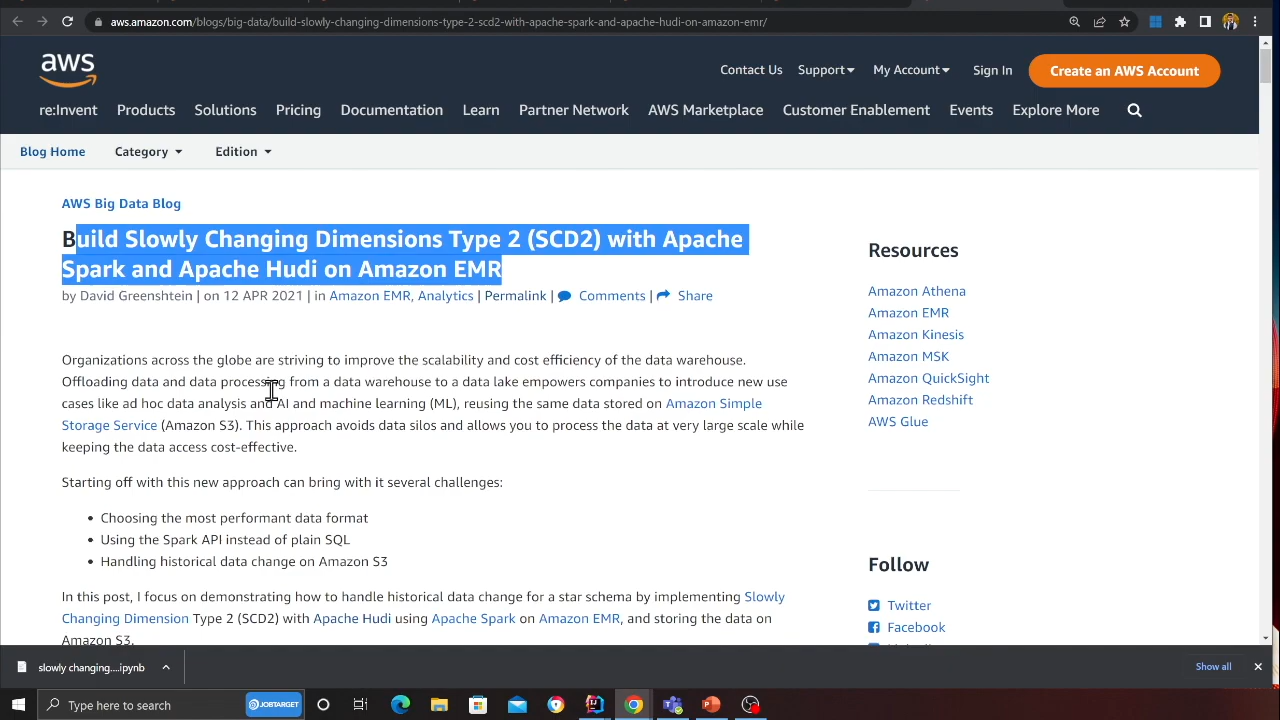 aws.amazon.com/blogs/big-data/build-slowly-changing-dimensions-type-2-scd2-with-apache-spark-and-apache-hudi-on-amazon-emr/
aws
Contact Us Support My Account Sign In Create an AWS Account
re:Invent Products Solutions Pricing Documentation Learn Partner Network AWS Marketplace Customer Enablement Events Explore More
Blog Home Category Edition
AWS Big Data Blog
Build Slowly Changing Dimensions Type 2 (SCD2) with Apache
Spark and Apache Hudi on Amazon EMR
by David Greenshtein | on 12 APR 2021 | in Amazon EMR, Analytics | Permalink | Comments | Share
Organizations across the globe are striving to improve the scalability and cost efficiency of the data warehouse.
Offloading data and data processing from a data warehouse to a data lake empowers companies to introduce new use
cases like ad hoc data analysis and AI and machine learning (ML), reusing the same data stored on Amazon Simple
Storage Service (Amazon S3). This approach avoids data silos and allows you to process the data at very large scale while
keeping the data access cost-effective.
Starting off with this new approach can bring with it several challenges:
• Choosing the most performant data format
• Using the Spark API instead of plain SQL
• Handling historical data change on Amazon S3
In this post, I focus on demonstrating how to handle historical data change for a star schema by implementing Slowly
Changing Dimension Type 2 (SCD2) with Apache Hudi using Apache Spark on Amazon EMR, and storing the data on
Amazon S3.
Resources
Amazon Athena
Amazon EMR
Amazon Kinesis
Amazon MSK
Amazon QuickSight
Amazon Redshift
AWS Glue
Follow
Twitter
Facebook
slowly changing....ipynb
Show all
Type here to search
JOBTARGET